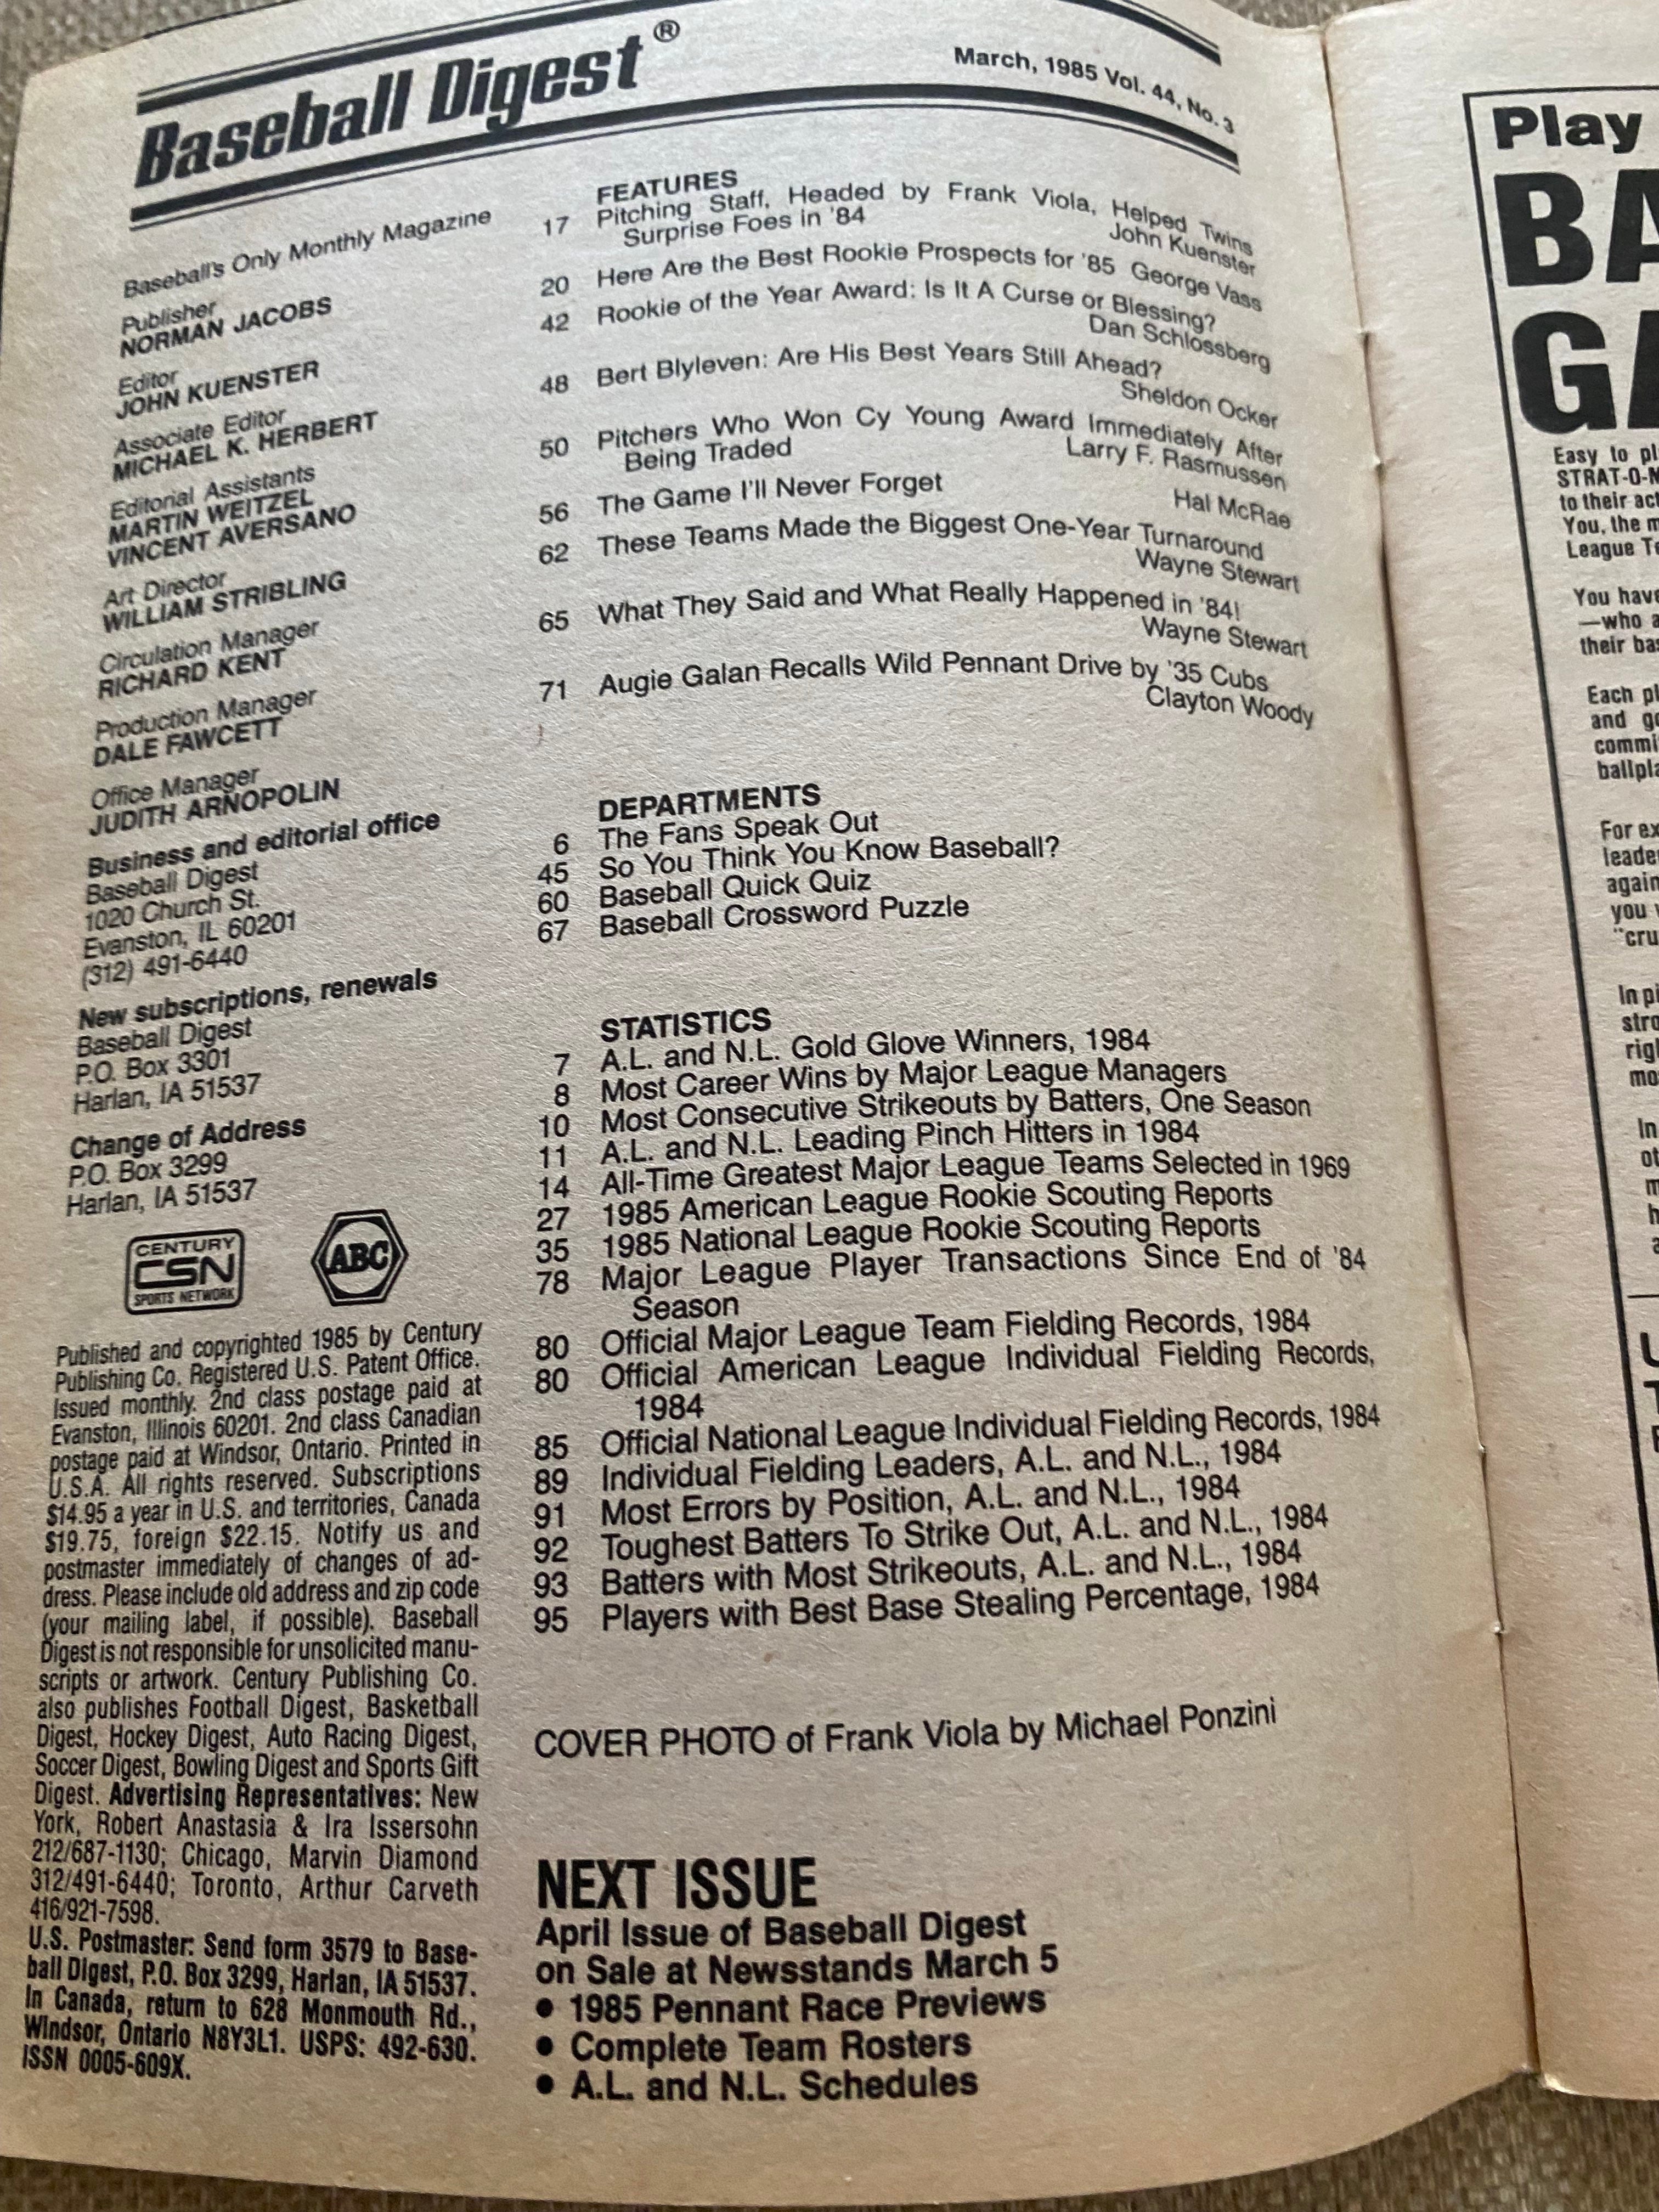 Baseball Digest®
March, 1985 Vol. 44, No. 3
Baseball's Only Monthly Magazine
Publisher
NORMAN JACOBS
Editor
JOHN KUENSTER
Associate Editor
MICHAEL K. HERBERT
Editorial Assistants
MARTIN WEITZEL
VINCENT AVERSANO
Art Director
WILLIAM STRIBLING
Circulation Manager
RICHARD KENT
Production Manager
DALE FAWCETT
Office Manager
JUDITH ARNOPOLIN
Business and editorial office
Baseball Digest
1020 Church St.
Evanston, IL 60201
(312) 491-6440
New subscriptions, renewals
Baseball Digest
P.O. Box 3301
Harlan, IA 51537
Change of Address
P.O. Box 3299
Harlan, IA 51537
CENTURY
CSN
SPORTS NETWORK
ABC
Published and copyrighted 1985 by Century
Publishing Co. Registered U.S. Patent Office.
Issued monthly. 2nd class postage paid at
Evanston, Illinois 60201. 2nd class Canadian
postage paid at Windsor, Ontario. Printed in
U.S.A. All rights reserved. Subscriptions
$14.95 a year in U.S. and territories, Canada
$19.75, foreign $22.15. Notify us and
postmaster immediately of changes of ad-
dress. Please include old address and zip code
(your mailing label, if possible). Baseball
Digest is not responsible for unsolicited manu-
scripts or artwork. Century Publishing Co.
also publishes Football Digest, Basketball
Digest, Hockey Digest, Auto Racing Digest,
Soccer Digest, Bowling Digest and Sports Gift
Digest. Advertising Representatives: New
York, Robert Anastasia & Ira Issersohn
212/687-1130; Chicago, Marvin Diamond
312/491-6440; Toronto, Arthur Carveth
416/921-7598.
U.S. Postmaster: Send form 3579 to Base-
ball Digest, P.O. Box 3299, Harlan, IA 51537.
In Canada, return to 628 Monmouth Rd.,
Windsor, Ontario N8Y3L1. USPS: 492-630.
ISSN 0005-609X.
FEATURES
17 Pitching Staff, Headed by Frank Viola, Helped Twins
Surprise Foes in '84 John Kuenster
20 Here Are the Best Rookie Prospects for '85 George Vass
42 Rookie of the Year Award: Is It A Curse or Blessing?
Dan Schlossberg
48 Bert Blyleven: Are His Best Years Still Ahead?
Sheldon Ocker
50 Pitchers Who Won Cy Young Award Immediately After
Being Traded Larry F. Rasmussen
56 The Game I'll Never Forget Hal McRae
62 These Teams Made the Biggest One-Year Turnaround
Wayne Stewart
65 What They Said and What Really Happened in '84!
Wayne Stewart
71 Augie Galan Recalls Wild Pennant Drive by '35 Cubs
Clayton Woody
DEPARTMENTS
6 The Fans Speak Out
45 So You Think You Know Baseball?
60 Baseball Quick Quiz
67 Baseball Crossword Puzzle
STATISTICS
7 A.L. and N.L. Gold Glove Winners, 1984
8 Most Career Wins by Major League Managers
10 Most Consecutive Strikeouts by Batters, One Season
11 A.L. and N.L. Leading Pinch Hitters in 1984
14 All-Time Greatest Major League Teams Selected in 1969
27 1985 American League Rookie Scouting Reports
35 1985 National League Rookie Scouting Reports
78 Major League Player Transactions Since End of '84
Season
80 Official Major League Team Fielding Records, 1984
80 Official American League Individual Fielding Records,
1984
85 Official National League Individual Fielding Records, 1984
89 Individual Fielding Leaders, A.L. and N.L., 1984
91 Most Errors by Position, A.L. and N.L., 1984
92 Toughest Batters To Strike Out, A.L. and N.L., 1984
93 Batters with Most Strikeouts, A.L. and N.L., 1984
95 Players with Best Base Stealing Percentage, 1984
COVER PHOTO of Frank Viola by Michael Ponzini
NEXT ISSUE
April Issue of Baseball Digest
on Sale at Newsstands March 5
• 1985 Pennant Race Previews
• Complete Team Rosters
• A.L. and N.L. Schedules
Play
BA
GA
Easy to pl
STRAT-O-M
to their act
You, the m
League Te
You have
—who a
their bas
Each pl
and go
commi
ballpla
For ex
leade
again
you
"cru
In pi
stro
rig
mo
In
ot
m
h
a